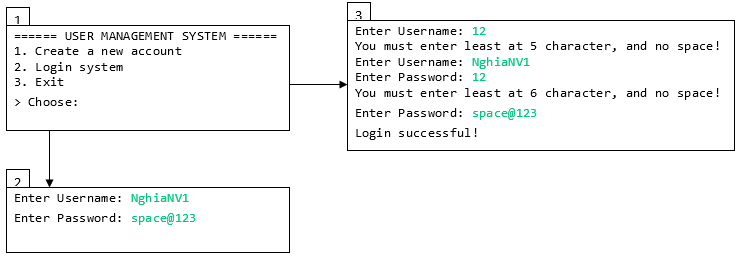 1
====== USER MANAGEMENT SYSTEM ======
1. Create a new account
2. Login system
3. Exit
> Choose:
3
Enter Username: 12
You must enter least at 5 character, and no space!
Enter Username: NghiaNV1
Enter Password: 12
You must enter least at 6 character, and no space!
Enter Password: space@123
Login successful!
2
Enter Username: NghiaNV1
Enter Password: space@123